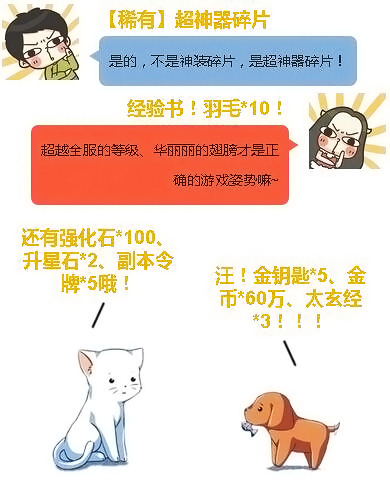 【稀有】超神器碎片
是的，不是神装碎片，是超神器碎片！
经验书！羽毛*10！
超越全服的等级、华丽丽的翅膀才是正
确的游戏姿势嘛~
还有强化石*100、
升星石*2、副本令
牌*5哦！
汪！金钥匙*5、金
币*60万、太玄经
*3！！！